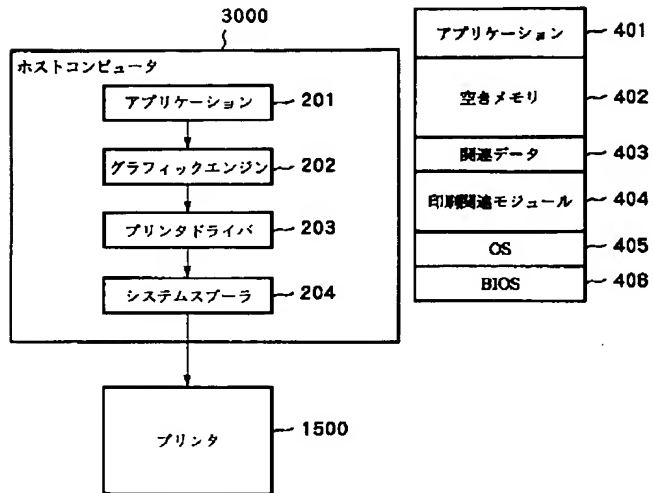 3000
ホストコンピュータ
アプリケーション
201
グラフィックエンジン
202
プリンタドライバ
203
システムスプーラ
204
プリンタ
1500
アプリケーション
401
空きメモリ
402
関連データ
403
印刷関連モジュール
404
OS
405
BIOS
406